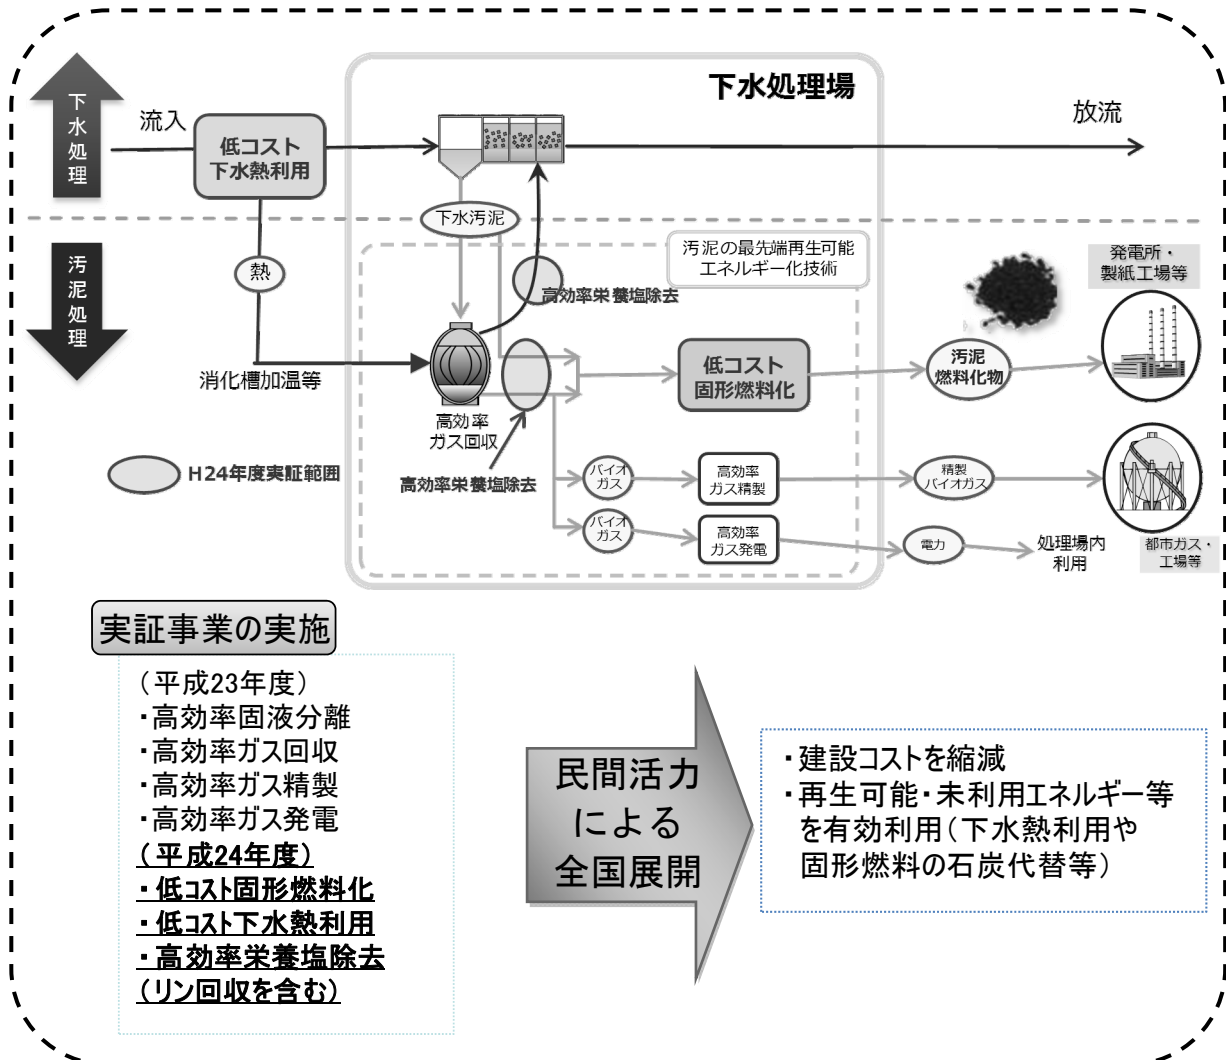 下水処理場
下水処理
流入
低コスト
下水熱利用
放流
下水汚泥
汚泥処理
熱
汚泥の最先端再生可能
エネルギー化技術
高効率栄養塩除去
発電所・
製紙工場等
消化槽加温等
高効率
ガス回収
低コスト
固形燃料化
汚泥
燃料化物
H24年度実証範囲
高効率栄養塩除去
バイオ
ガス
高効率
ガス精製
精製
バイオガス
バイオ
ガス
高効率
ガス発電
電力
処理場内
利用
都市ガス・
工場等
実証事業の実施
(平成23年度)
・高効率固液分離
・高効率ガス回収
・高効率ガス精製
・高効率ガス発電
(平成24年度)
・低コスト固形燃料化
・低コスト下水熱利用
・高効率栄養塩除去
(リン回収を含む)
民間活力
による
全国展開
・建設コストを縮減
・再生可能・未利用エネルギー等
を有効利用(下水熱利用や
固形燃料の石炭代替等)